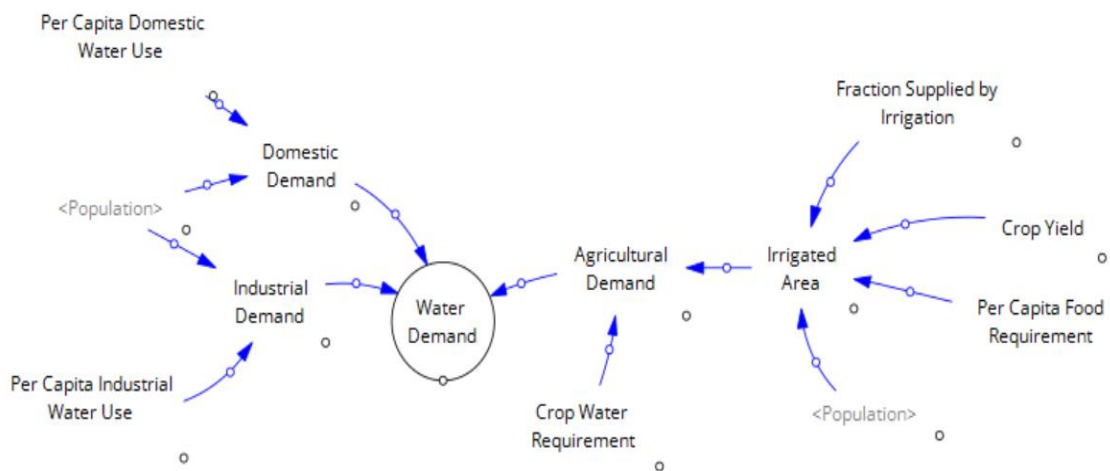 Per Capita Domestic
Water Use
Fraction Supplied by
Irrigation
Domestic
Demand
<Population>
Crop Yield
Agricultural
Demand
Irrigated
Area
Industrial
Demand
Water
Demand
Per Capita Food
Requirement
Per Capita Industrial
Water Use
Crop Water
Requirement
<Population>